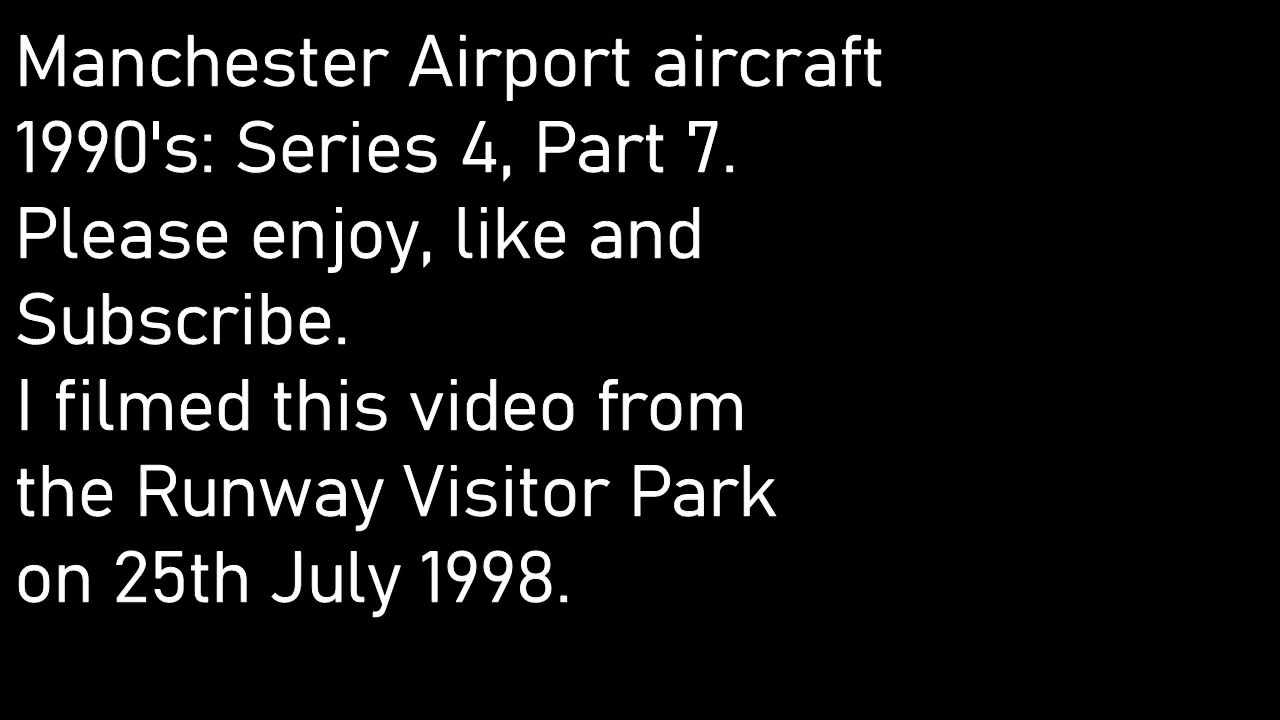 Manchester Airport aircraft
1990's: Series 4, Part 7.
Please enjoy, like and
Subscribe.
I filmed this video from
the Runway Visitor Park
on 25th July 1998.